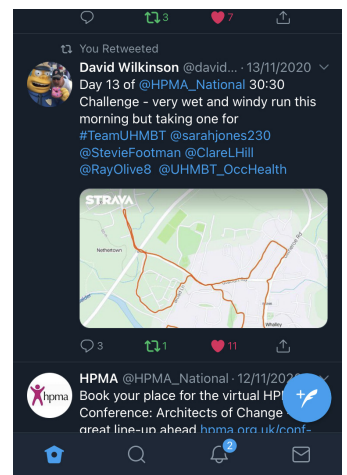 3 7
You Retweeted
David Wilkinson @david... · 13/11/2020
Day 13 of @HPMA_National 30:30
Challenge - very wet and windy run this
morning but taking one for
#TeamUHMBT @sarahjones230
@StevieFootman @ClareLHill
@RayOlive8 @UHMBT_OccHealth
STRAVA
Nethertown
Whalley
3 1 11
HPMA @HPMA_National · 12/11/202
hpma
Book your place for the virtual HP
Conference: Architects of Change -
great line-up ahead hpma.org.uk/conf-
2